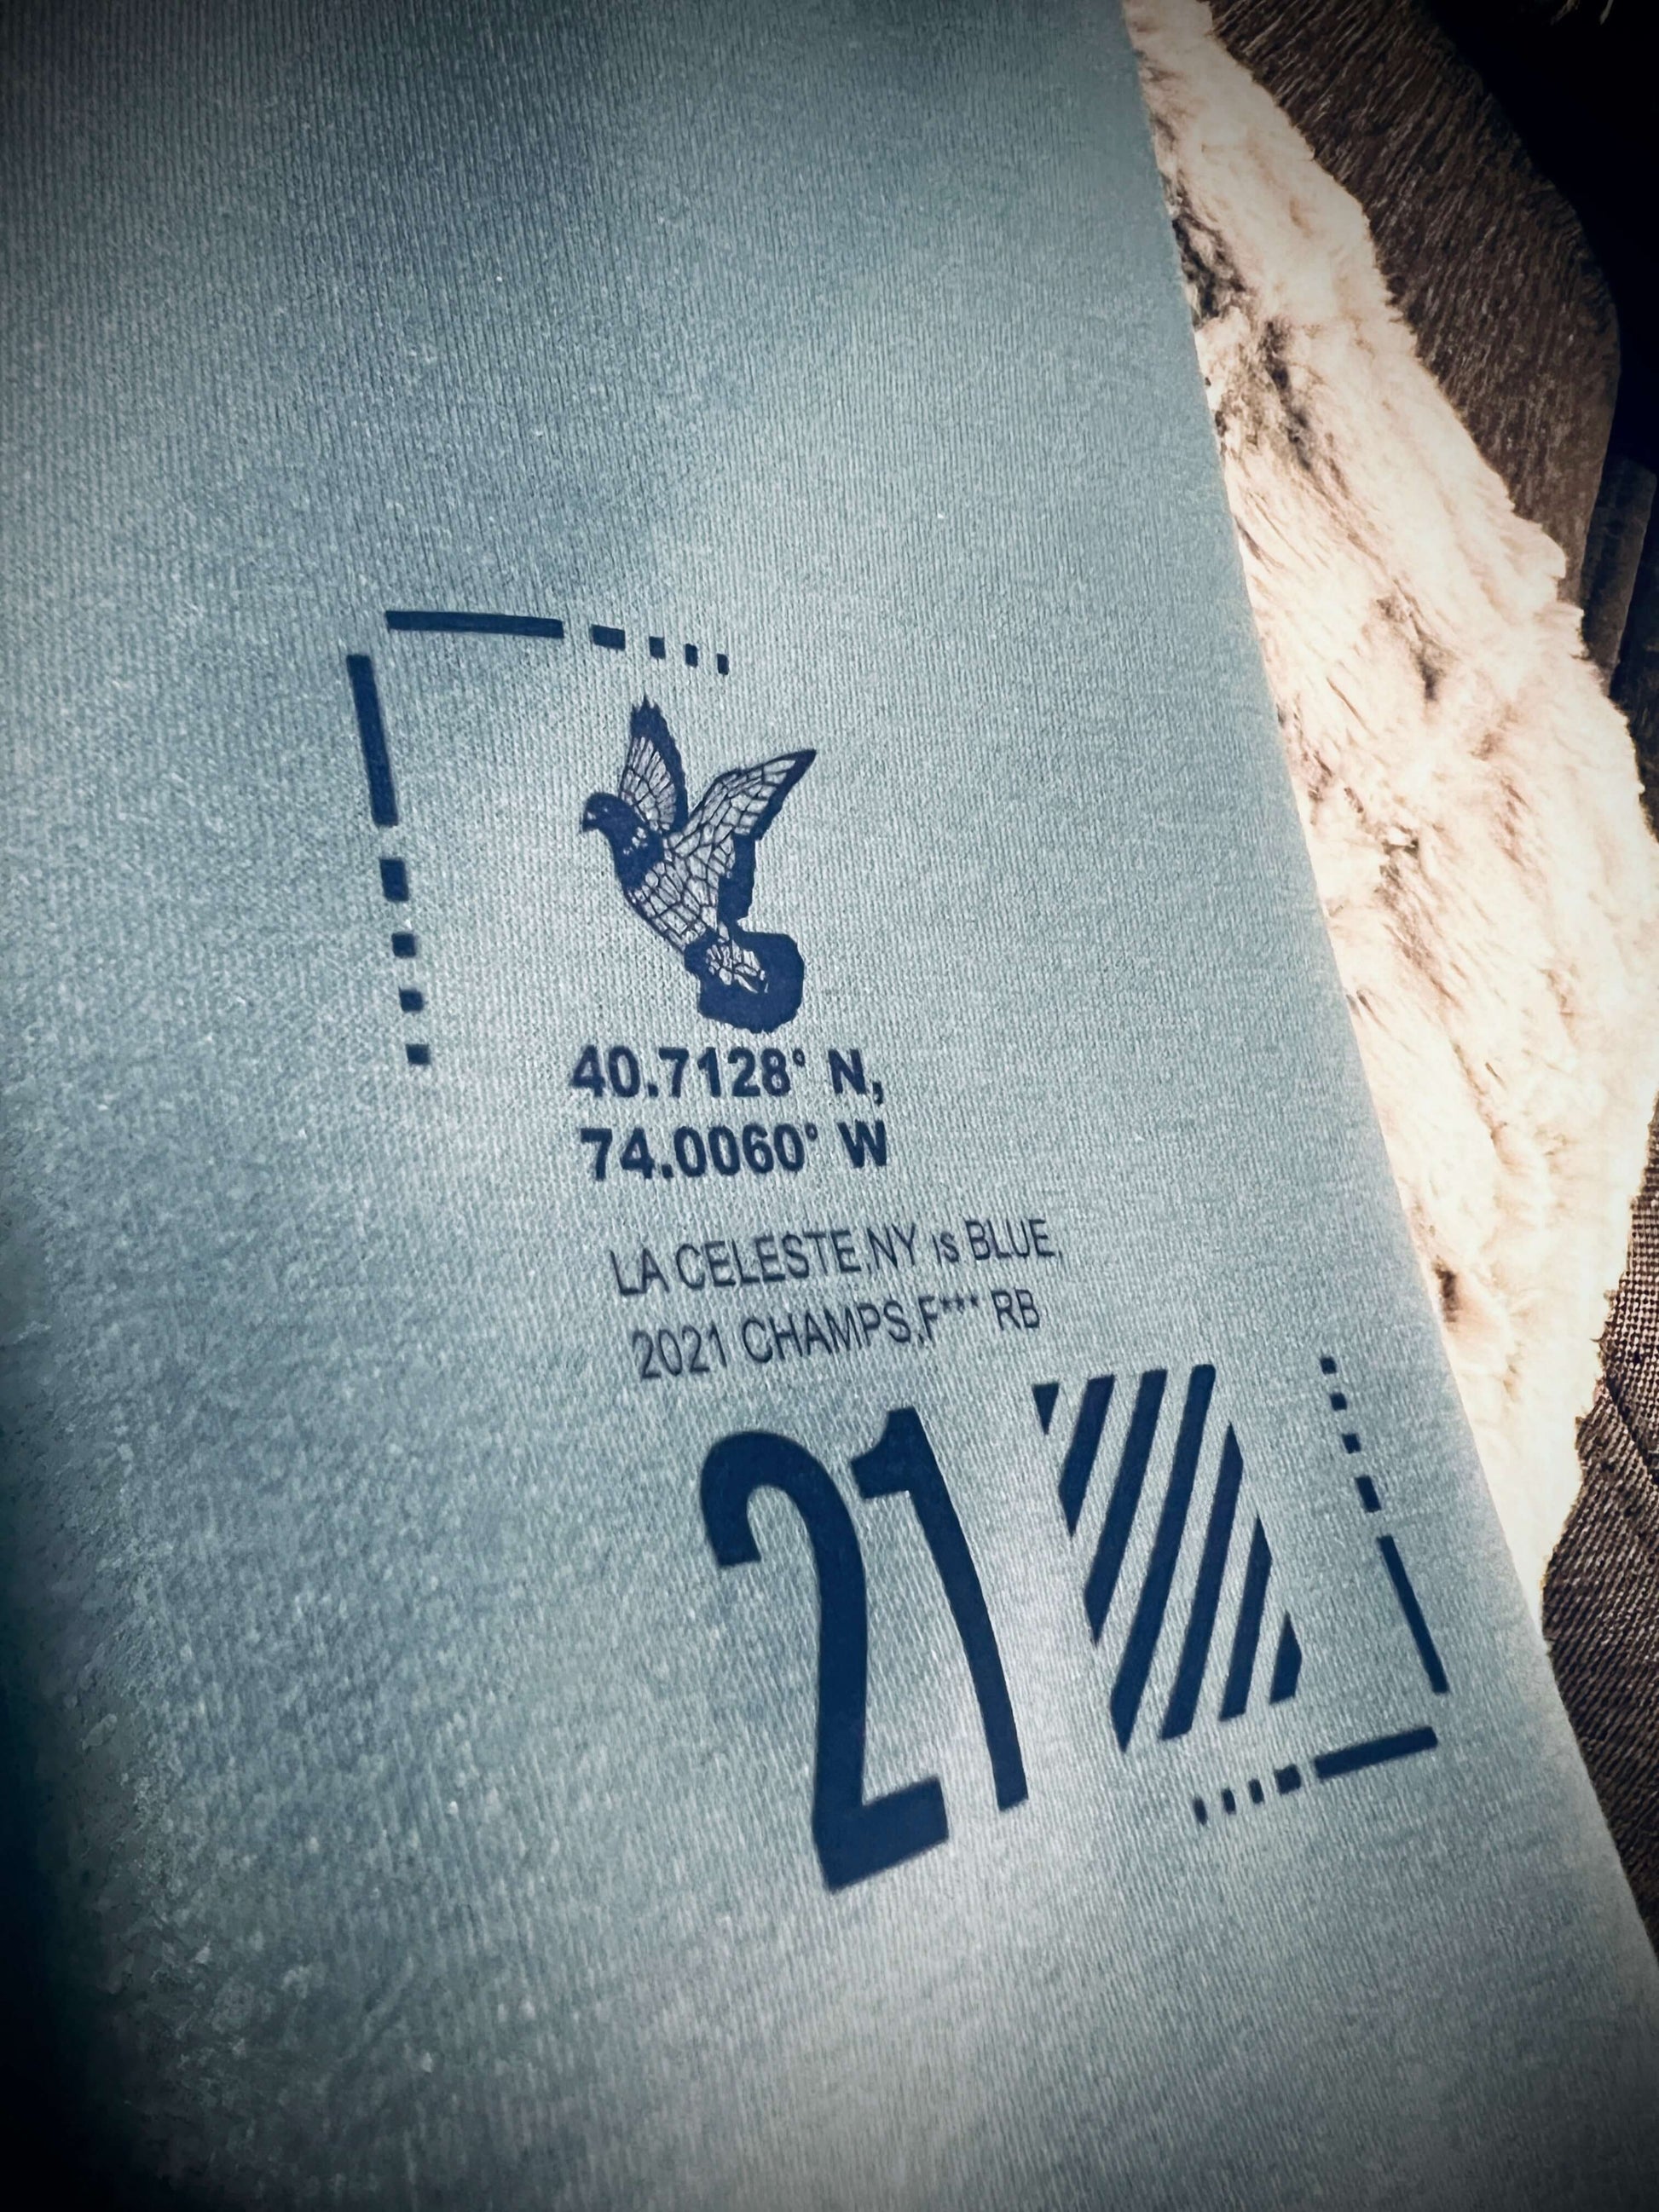 40.7128° N,
74.0060° W
LA CELESTE,NY is BLUE,
2021 CHAMPS,F*** RB
21